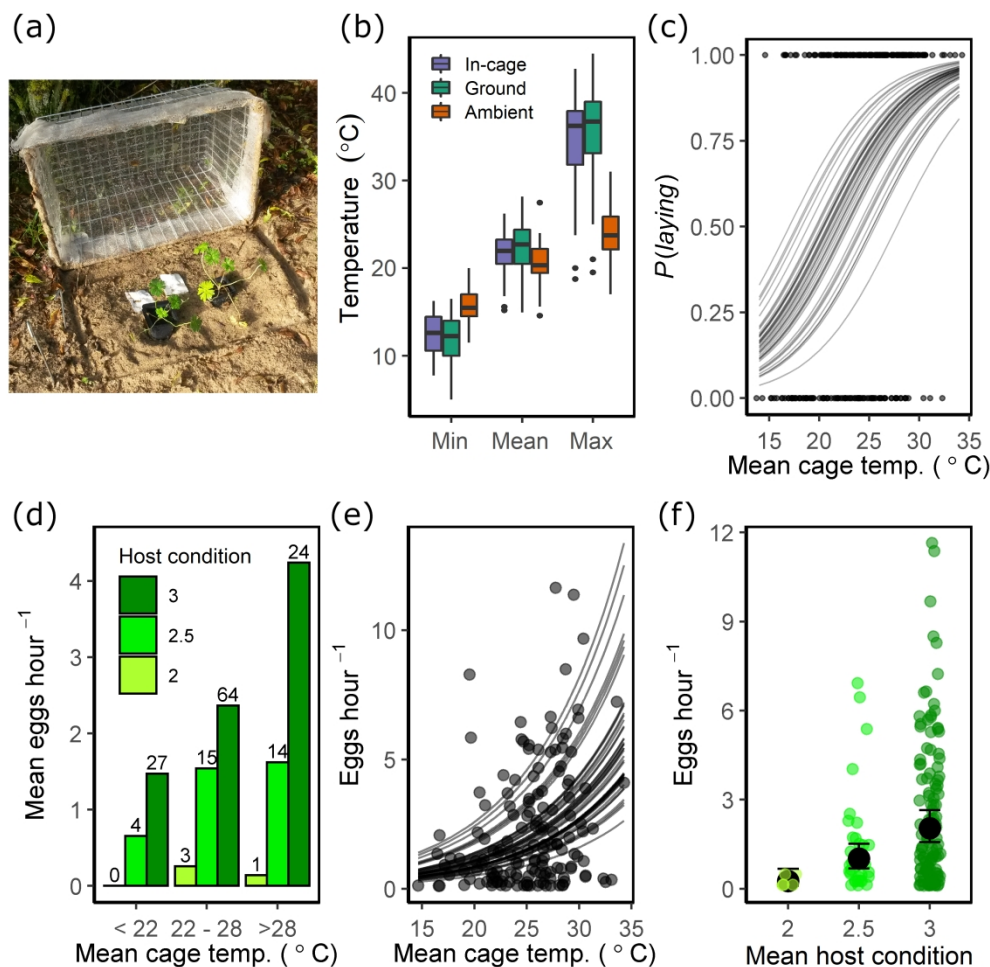 (a)
(b)
Temperature (°C)
40
30
20
10
In-cage
Ground
Ambient
Min Mean Max
(c)
P(laying)
1.00
0.75
0.50
0.25
0.00
15 20 25 30 35
Mean cage temp. ( ° C)
(d)
Mean eggs hour⁻¹
4
3
2
1
0
Host condition
3
2.5
2
0 4 27 3 15 64 1 14 24
< 22 22 - 28 >28
Mean cage temp. ( ° C)
(e)
Eggs hour⁻¹
10
5
0
15 20 25 30 35
Mean cage temp. ( ° C)
(f)
Eggs hour⁻¹
12
9
6
3
0
2 2.5 3
Mean host condition